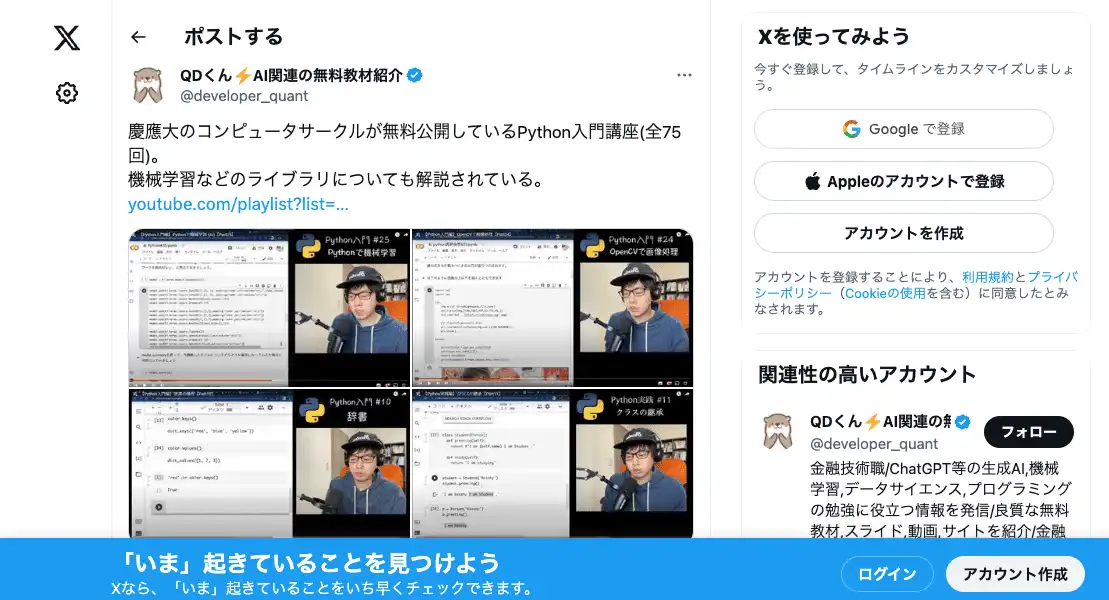 ポストする
QDくん⚡AI関連の無料教材紹介
@developer_quant
慶應大のコンピュータサークルが無料公開しているPython入門講座(全75
回)。
機械学習などのライブラリについても解説されている。
youtube.com/playlist?list=...
Python入門 #25
Pythonで機械学習
Python入門 #24
OpenCVで画像処理
color.keys()
dict_keys(['red', 'blue', 'yellow'])
color.values()
dict_values([1, 2, 3])
"red" in color.keys()
True
Python入門 #10
辞書
Python実践 #11
クラスの継承
Xを使ってみよう
今すぐ登録して、タイムラインをカスタマイズしましょ
う。
Google で登録
Appleのアカウントで登録
アカウントを作成
アカウントを登録することにより、利用規約とプライバ
シーポリシー（Cookieの使用を含む）に同意したとみ
なされます。
関連性の高いアカウント
QDくん⚡AI関連の無
@developer_quant
フォロー
金融技術職/ChatGPT等の生成AI,機械
学習,データサイエンス,プログラミング
の勉強に役立つ情報を発信/良質な無料
教材,スライド,動画,サイトを紹介/金融
「いま」起きていることを見つけよう
Xなら、「いま」起きていることをいち早くチェックできます。
ログイン
アカウント作成